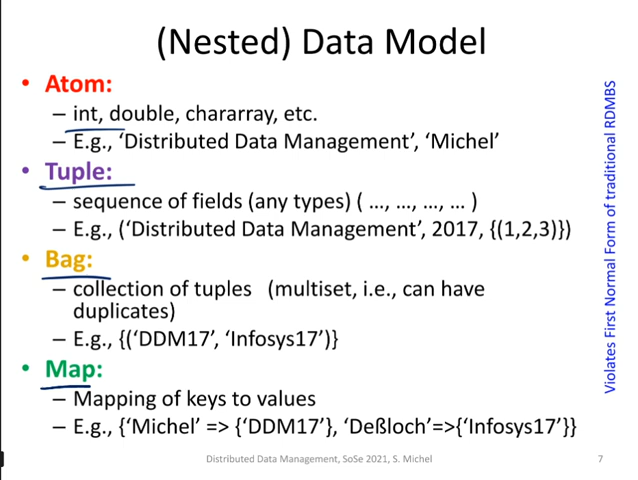 (Nested) Data Model
• Atom:
– int, double, chararray, etc.
– E.g., ‘Distributed Data Management’, ‘Michel’
• Tuple:
– sequence of fields (any types) ( …, …, …, … )
– E.g., (‘Distributed Data Management’, 2017, {(1,2,3)})
• Bag:
– collection of tuples (multiset, i.e., can have
duplicates)
– E.g., {(‘DDM17’, ‘Infosys17’)}
• Map:
– Mapping of keys to values
– E.g., {‘Michel’ => {‘DDM17’}, ‘Deßloch’=>{‘Infosys17’}}
Violates First Normal Form of traditional RDMBS
Distributed Data Management, SoSe 2021, S. Michel
7